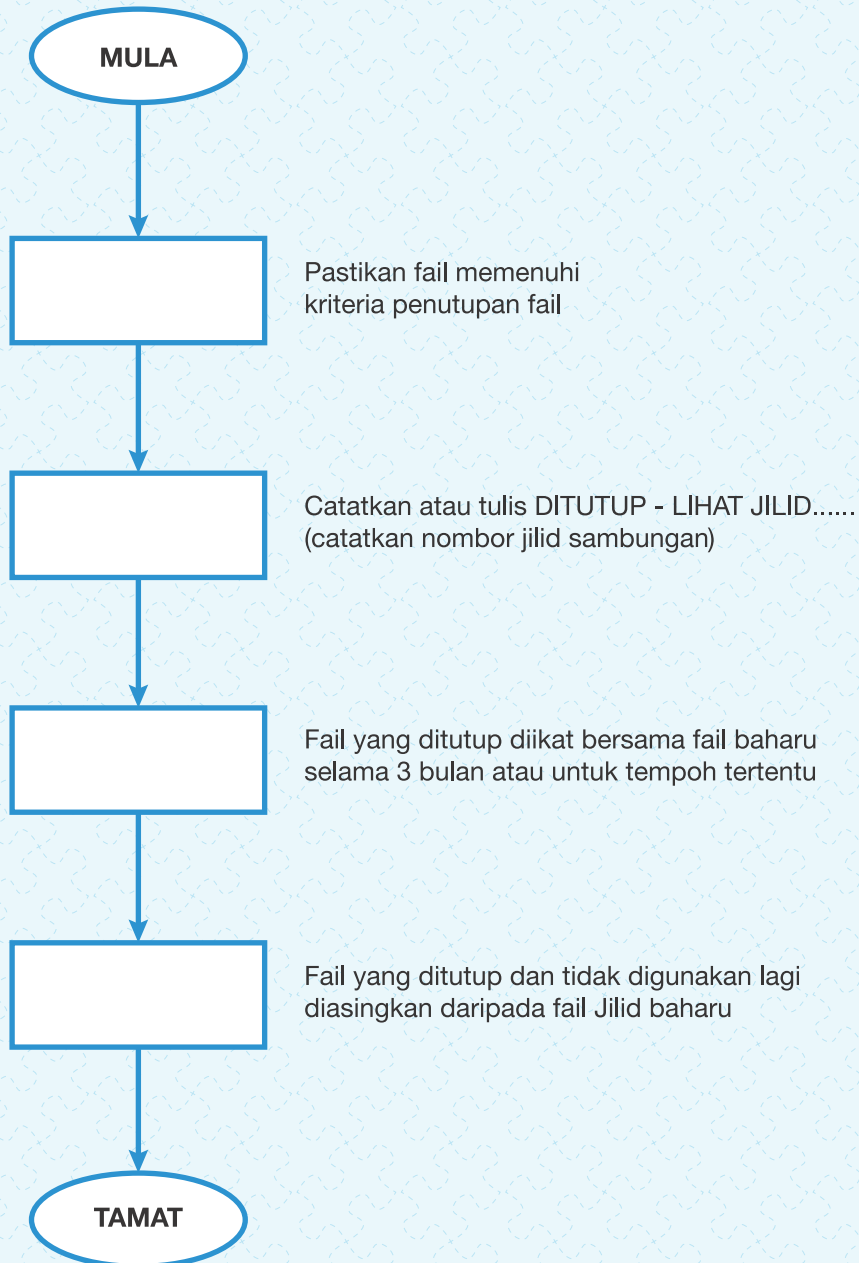 MULA
Pastikan fail memenuhi
kriteria penutupan fail
Catatkan atau tulis DITUTUP - LIHAT JILID......
(catatkan nombor jilid sambungan)
Fail yang ditutup diikat bersama fail baharu
selama 3 bulan atau untuk tempoh tertentu
Fail yang ditutup dan tidak digunakan lagi
diasingkan daripada fail Jilid baharu
TAMAT